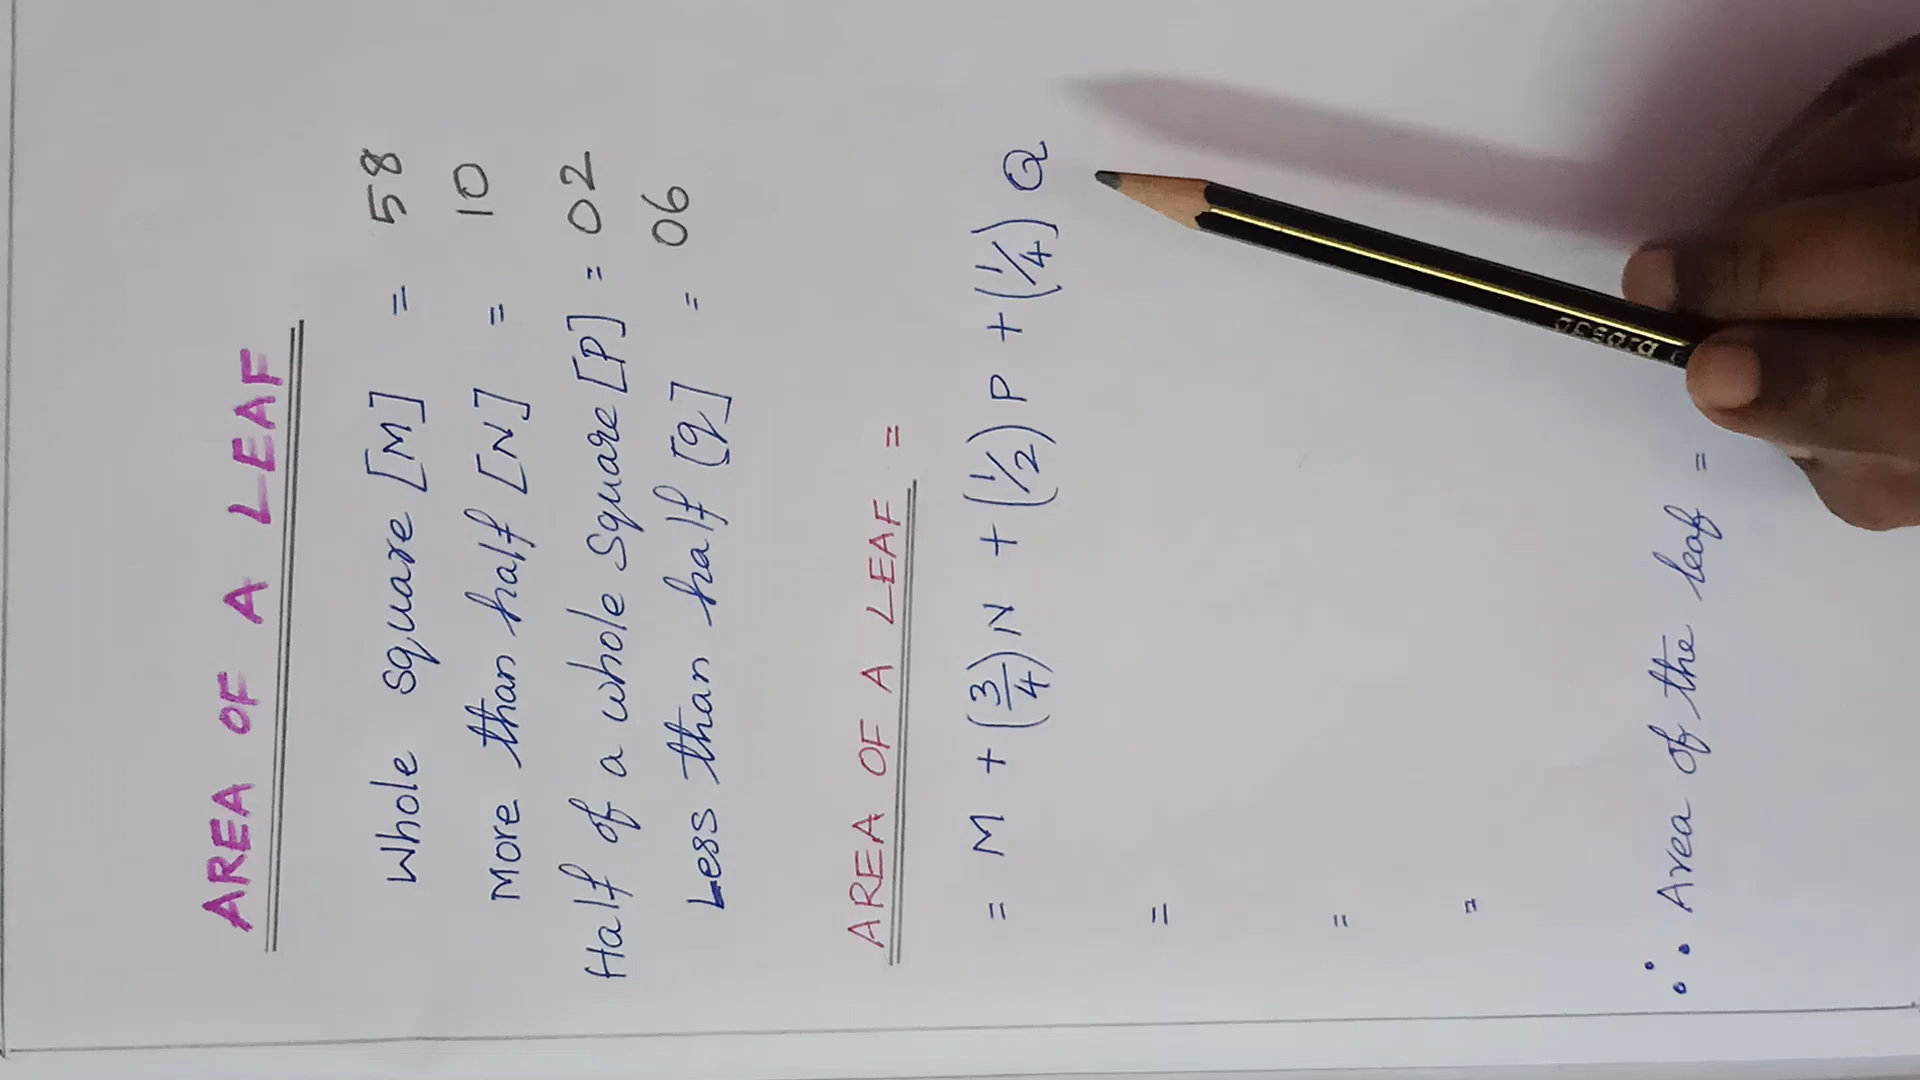 AREA OF A LEAF
Whole square [M] = 58
More than half [N] = 10
Half of a whole square [P] = 02
Less than half [q] = 06
AREA OF A LEAF =
= M + (3/4) N + (1/2) P + (1/4) Q
=
=
=
∴ Area of the leaf =